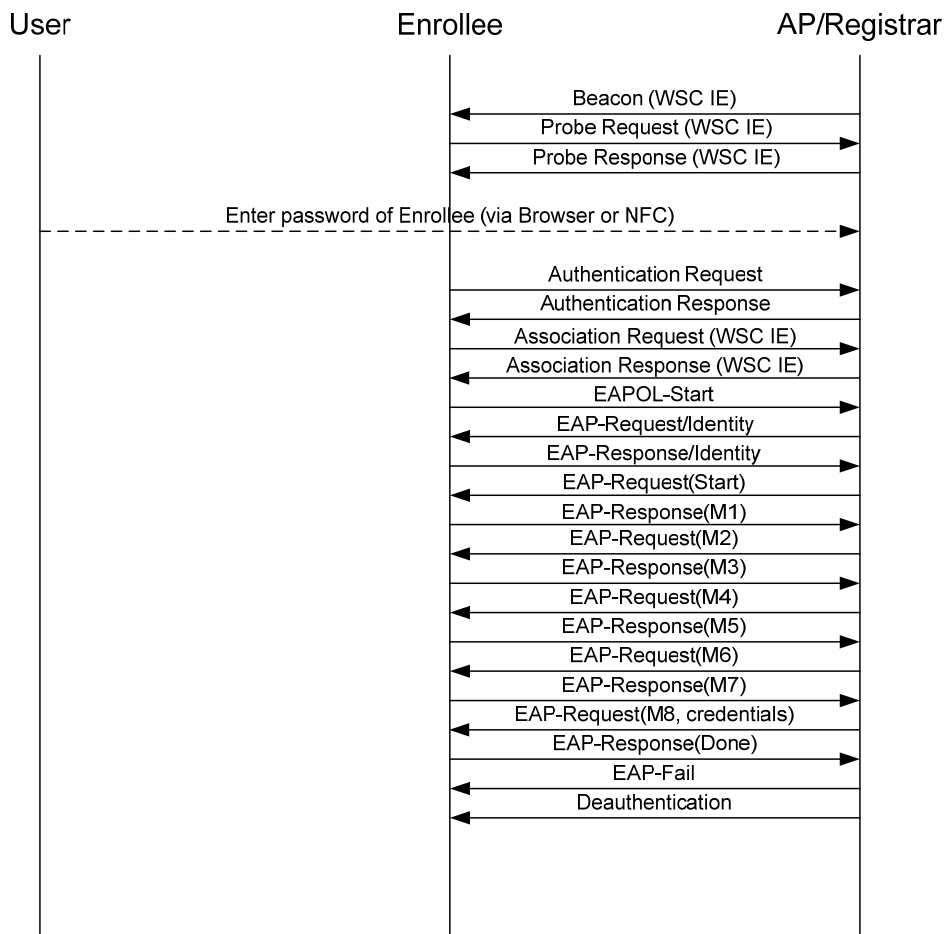 User Enrollee AP/Registrar
Beacon (WSC IE)
Probe Request (WSC IE)
Probe Response (WSC IE)
Enter password of Enrollee (via Browser or NFC)
Authentication Request
Authentication Response
Association Request (WSC IE)
Association Response (WSC IE)
EAPOL-Start
EAP-Request/Identity
EAP-Response/Identity
EAP-Request(Start)
EAP-Response(M1)
EAP-Request(M2)
EAP-Response(M3)
EAP-Request(M4)
EAP-Response(M5)
EAP-Request(M6)
EAP-Response(M7)
EAP-Request(M8, credentials)
EAP-Response(Done)
EAP-Fail
Deauthentication